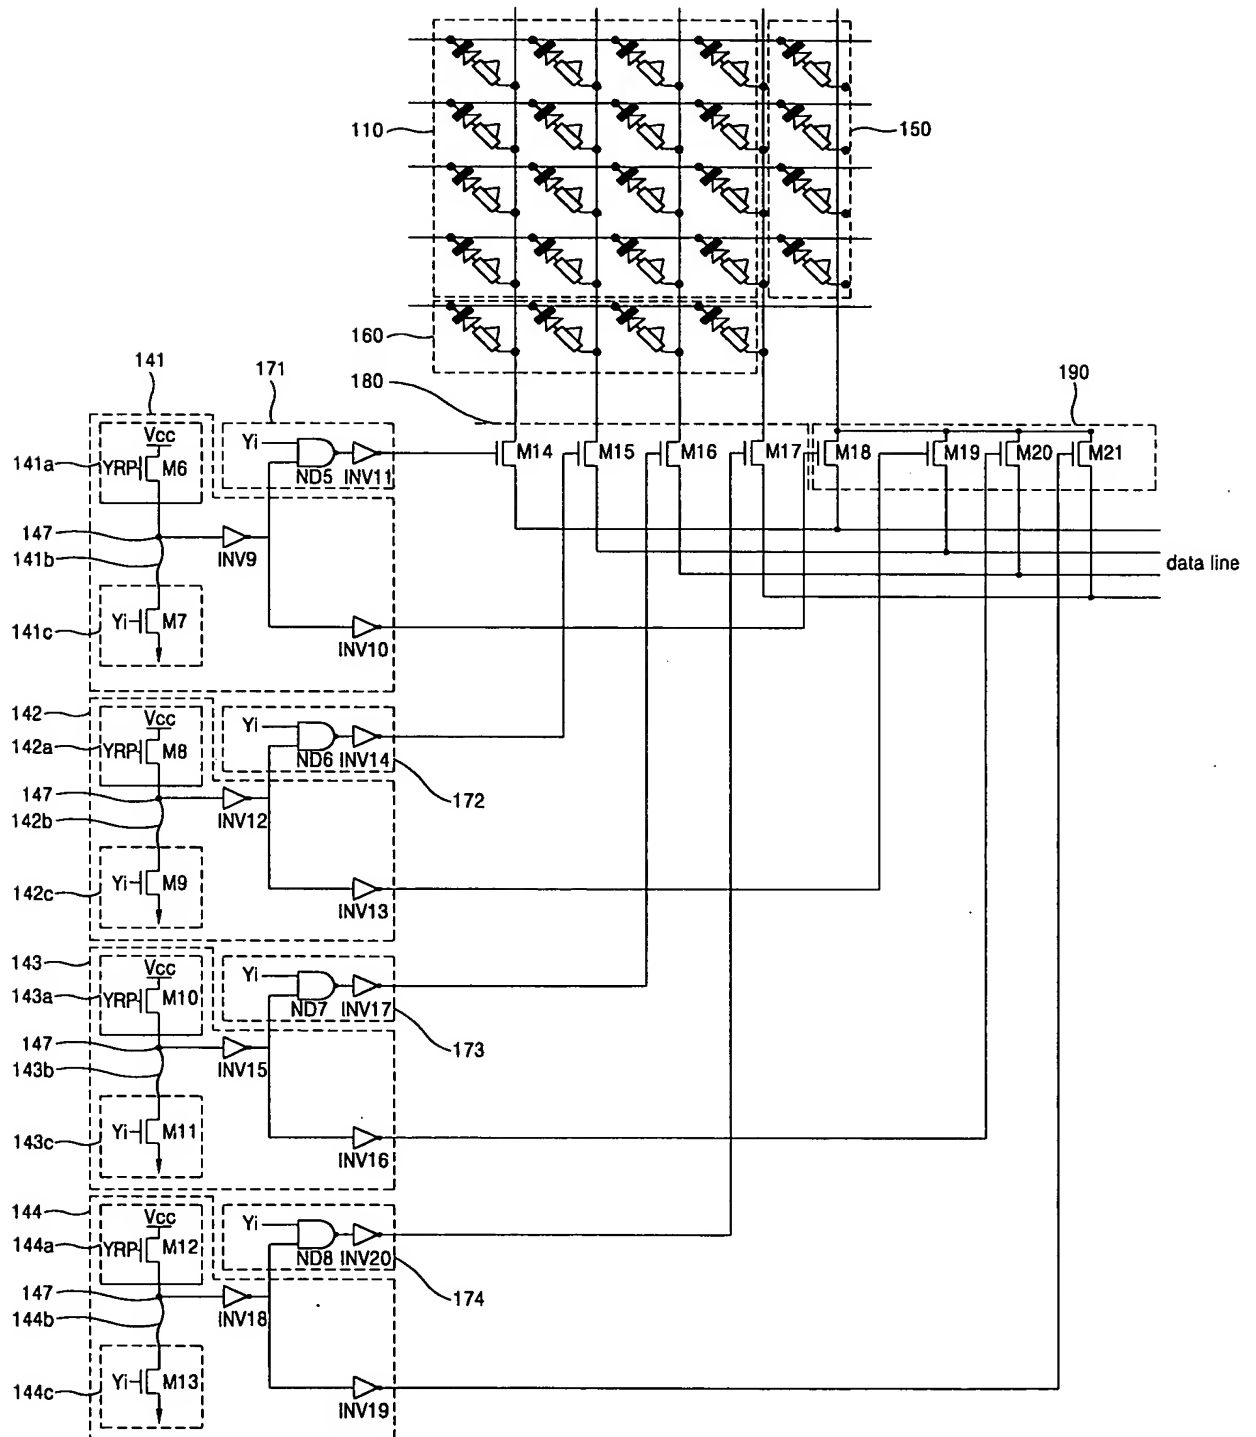 110
150
160
141
171
180
190
Vcc
141a
YRP
M6
Yi
ND5
INV11
M14
M15
M16
M17
M18
M19
M20
M21
147
141b
INV9
data line
141c
Yi
M7
INV10
142
Vcc
142a
YRP
M8
Yi
ND6
INV14
147
142b
INV12
172
142c
Yi
M9
INV13
143
Vcc
143a
YRP
M10
Yi
ND7
INV17
147
143b
INV15
173
143c
Yi
M11
INV16
144
Vcc
144a
YRP
M12
Yi
ND8
INV20
147
144b
INV18
174
144c
Yi
M13
INV19